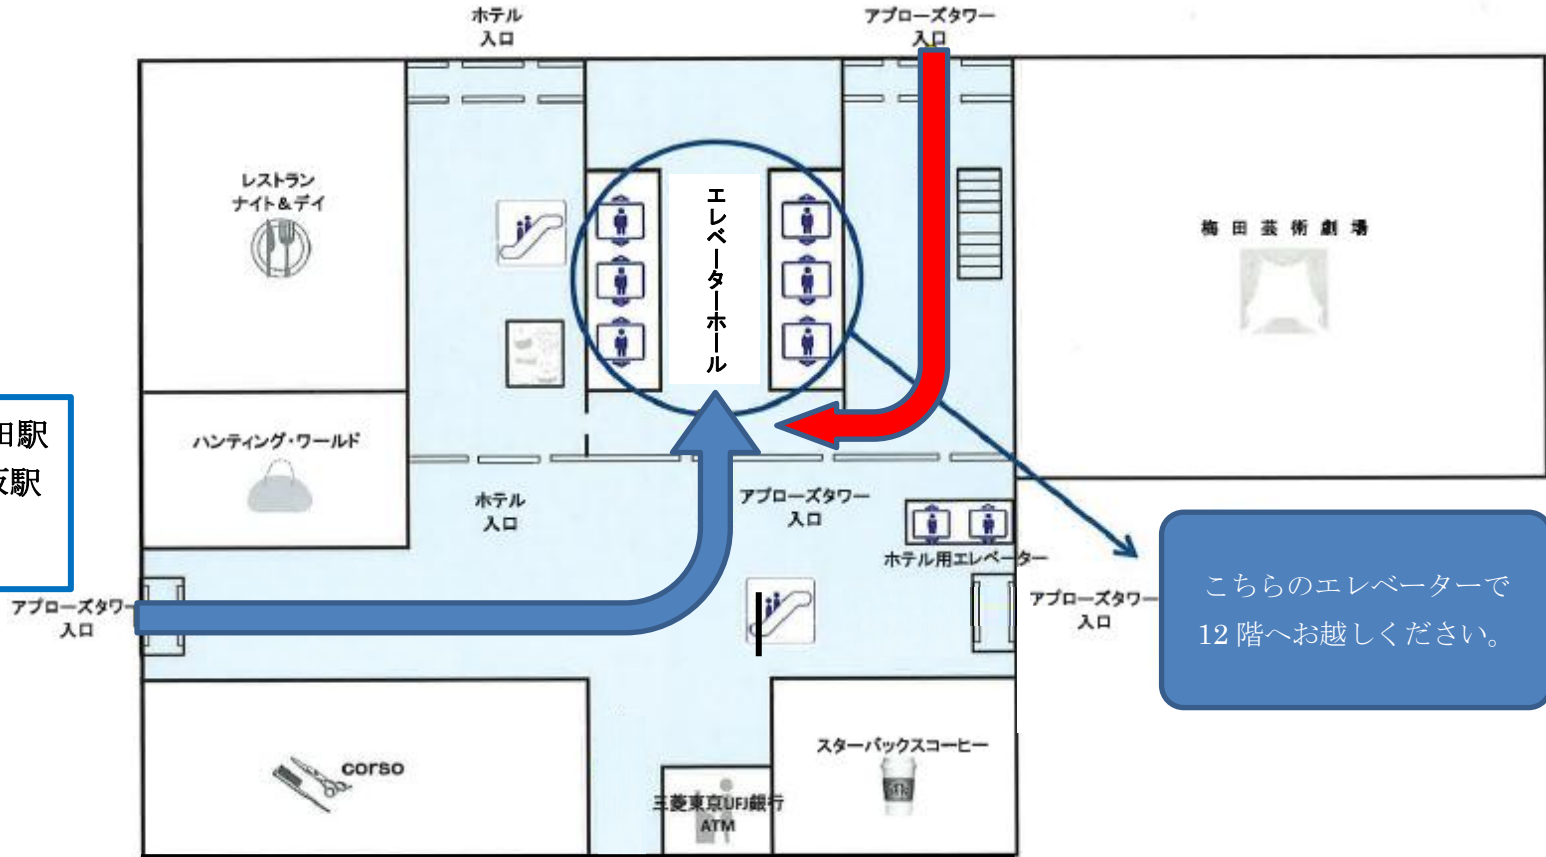 ホテル
入口
アプローズタワー
入口
レストラン
ナイト＆デイ
エレベーターホール
梅田芸術劇場
田駅
阪駅
ハンティング・ワールド
ホテル
入口
アプローズタワー
入口
ホテル用エレベーター
アプローズタワー
入口
アプローズタワー
入口
こちらのエレベーターで
12 階へお越しください。
corso
スターバックスコーヒー
三菱東京UFJ銀行
ATM